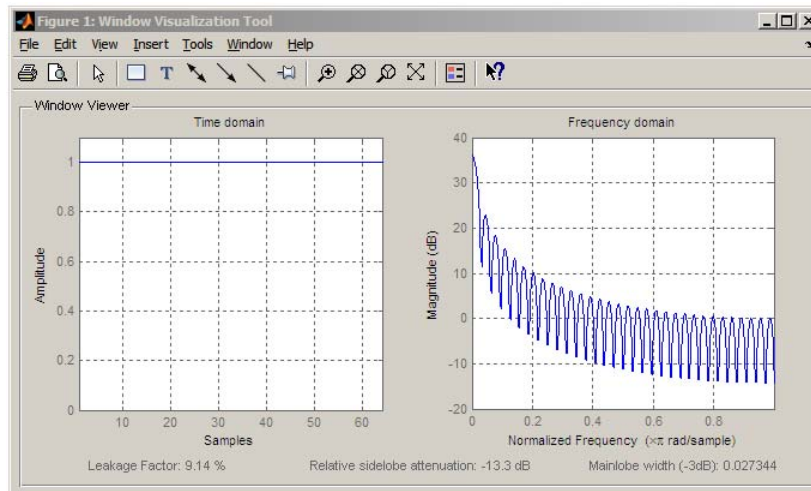 Figure 1: Window Visualization Tool
File Edit View Insert Tools Window Help
T
Window Viewer
Time domain
1
0.8
0.6
0.4
0.2
0
10 20 30 40 50 60
Samples
Amplitude
Frequency domain
40
30
20
10
0
-10
-20
0 0.2 0.4 0.6 0.8
Normalized Frequency (×π rad/sample)
Magnitude (dB)
Leakage Factor: 9.14 % Relative sidelobe attenuation: -13.3 dB Mainlobe width (-3dB): 0.027344